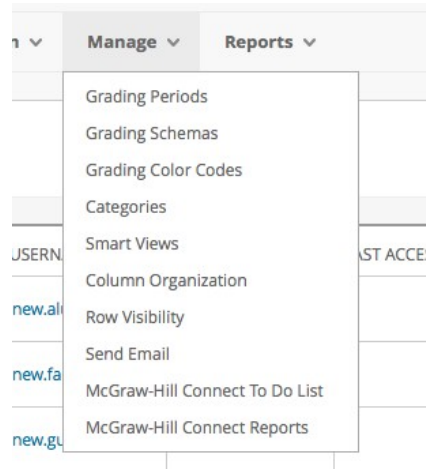 Manage Reports
Grading Periods
Grading Schemas
Grading Color Codes
Categories
Smart Views
USERN
AST ACCES
Column Organization
new.al
Row Visibility
Send Email
new.fa
McGraw-Hill Connect To Do List
McGraw-Hill Connect Reports
new.gu